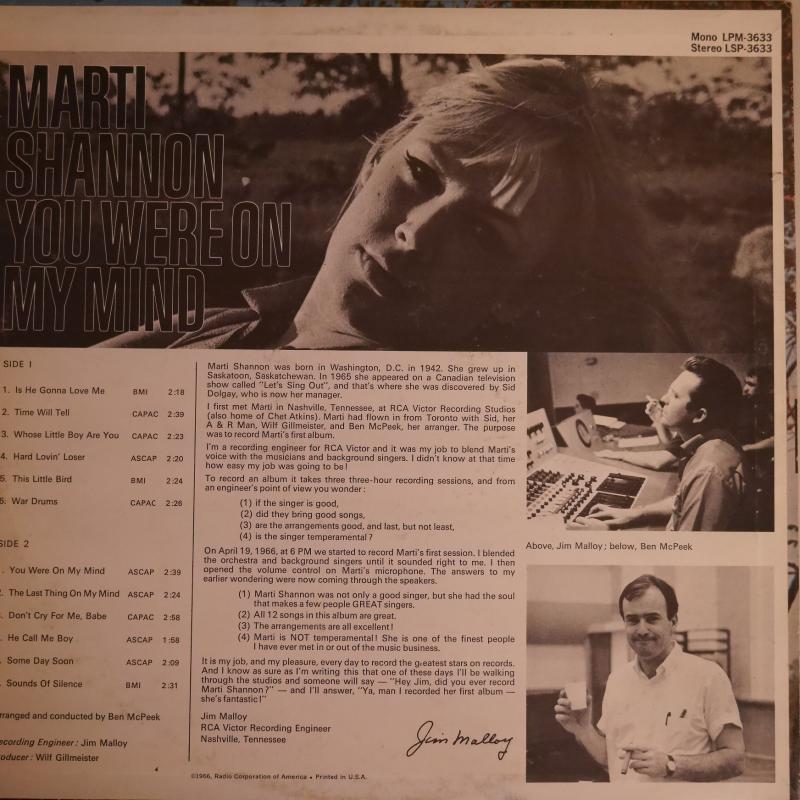 Mono LPM-3633
Stereo LSP-3633
MARTI
SHANNON
YOU WERE ON
MY MIND
SIDE 1
1. Is He Gonna Love Me BMI 2:18
2. Time Will Tell CAPAC 2:39
3. Whose Little Boy Are You CAPAC 2:23
4. Hard Lovin' Loser ASCAP 2:20
5. This Little Bird BMI 2:24
6. War Drums CAPAC 2:26
SIDE 2
. You Were On My Mind ASCAP 2:39
. The Last Thing On My Mind ASCAP 2:24
. Don't Cry For Me, Babe CAPAC 2:58
. He Call Me Boy ASCAP 1:58
. Some Day Soon ASCAP 2:09
. Sounds Of Silence BMI 2:31
rranged and conducted by Ben McPeek
ecording Engineer: Jim Malloy
oducer: Wilf Gillmeister
Marti Shannon was born in Washington, D.C. in 1942. She grew up in
Saskatoon, Saskatchewan. In 1965 she appeared on a Canadian television
show called "Let's Sing Out", and that's where she was discovered by Sid
Dolgay, who is now her manager.
I first met Marti in Nashville, Tennessee, at RCA Victor Recording Studios
(also home of Chet Atkins). Marti had flown in from Toronto with Sid, her
A & R Man, Wilf Gillmeister, and Ben McPeek, her arranger. The purpose
was to record Marti's first album.
I'm a recording engineer for RCA Victor and it was my job to blend Marti's
voice with the musicians and background singers. I didn't know at that time
how easy my job was going to be!
To record an album it takes three three-hour recording sessions, and from
an engineer's point of view you wonder:
(1) if the singer is good,
(2) did they bring good songs,
(3) are the arrangements good, and last, but not least,
(4) is the singer temperamental?
On April 19, 1966, at 6 PM we started to record Marti's first session. I blended
the orchestra and background singers until it sounded right to me. I then
opened the volume control on Marti's microphone. The answers to my
earlier wondering were now coming through the speakers.
(1) Marti Shannon was not only a good singer, but she had the soul
that makes a few people GREAT singers.
(2) All 12 songs in this album are great.
(3) The arrangements are all excellent!
(4) Marti is NOT temperamental! She is one of the finest people
I have ever met in or out of the music business.
It is my job, and my pleasure, every day to record the greatest stars on records.
And I know as sure as I'm writing this that one of these days I'll be walking
through the studios and someone will say — "Hey Jim, did you ever record
Marti Shannon?" — and I'll answer, "Ya, man I recorded her first album —
she's fantastic!"
Jim Malloy
RCA Victor Recording Engineer
Nashville, Tennessee
Jim Malloy
©1966, Radio Corporation of America • Printed in U.S.A.
Above, Jim Malloy; below, Ben McPeek